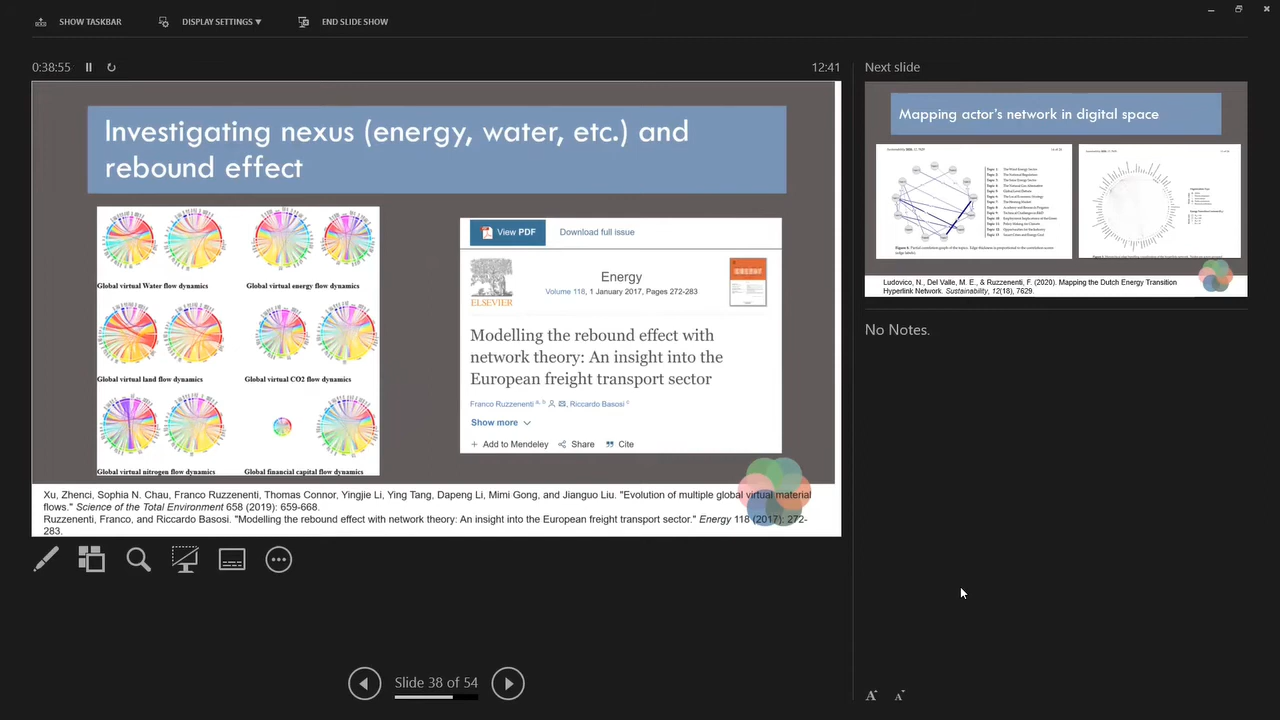 SHOW TASKBAR
DISPLAY SETTINGS ▼
END SLIDE SHOW
0:38:55
12:41
Investigating nexus (energy, water, etc.) and
rebound effect
Global virtual Water flow dynamics
Global virtual energy flow dynamics
Global virtual land flow dynamics
Global virtual CO2 flow dynamics
Global virtual nitrogen flow dynamics
Global financial capital flow dynamics
View PDF
Download full issue
ELSEVIER
Energy
Volume 118, 1 January 2017, Pages 272-283
Modelling the rebound effect with
network theory: An insight into the
European freight transport sector
Franco Ruzzenenti a, b, Riccardo Basosi c
Show more
+ Add to Mendeley
Share
Cite
Xu, Zhenci, Sophia N. Chau, Franco Ruzzenenti, Thomas Connor, Yingjie Li, Ying Tang, Dapeng Li, Mimi Gong, and Jianguo Liu. "Evolution of multiple global virtual material
flows." Science of the Total Environment 658 (2019): 659-668.
Ruzzenenti, Franco, and Riccardo Basosi. "Modelling the rebound effect with network theory: An insight into the European freight transport sector." Energy 118 (2017): 272-
283.
Slide 38 of 54
Next slide
Mapping actor's network in digital space
Ludovico, N., Del Valle, M. E., & Ruzzenenti, F. (2020). Mapping the Dutch Energy Transition
Hyperlink Network. Sustainability, 12(18), 7629.
No Notes.
A
A